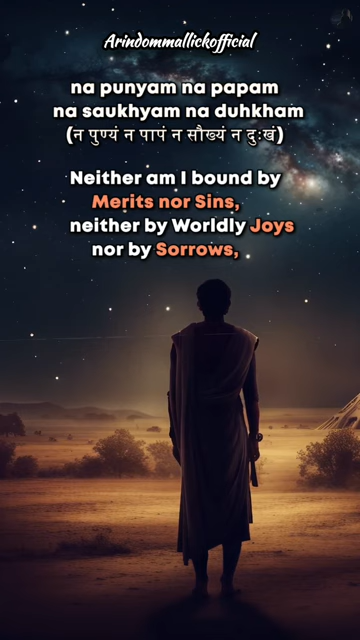 Arindommallickofficial
na punyam na papam
na saukhyam na duhkham
(न पुण्यं न पापं न सौख्यं न दुःखं)
Neither am I bound by
Merits nor Sins,
neither by Worldly Joys
nor by Sorrows,